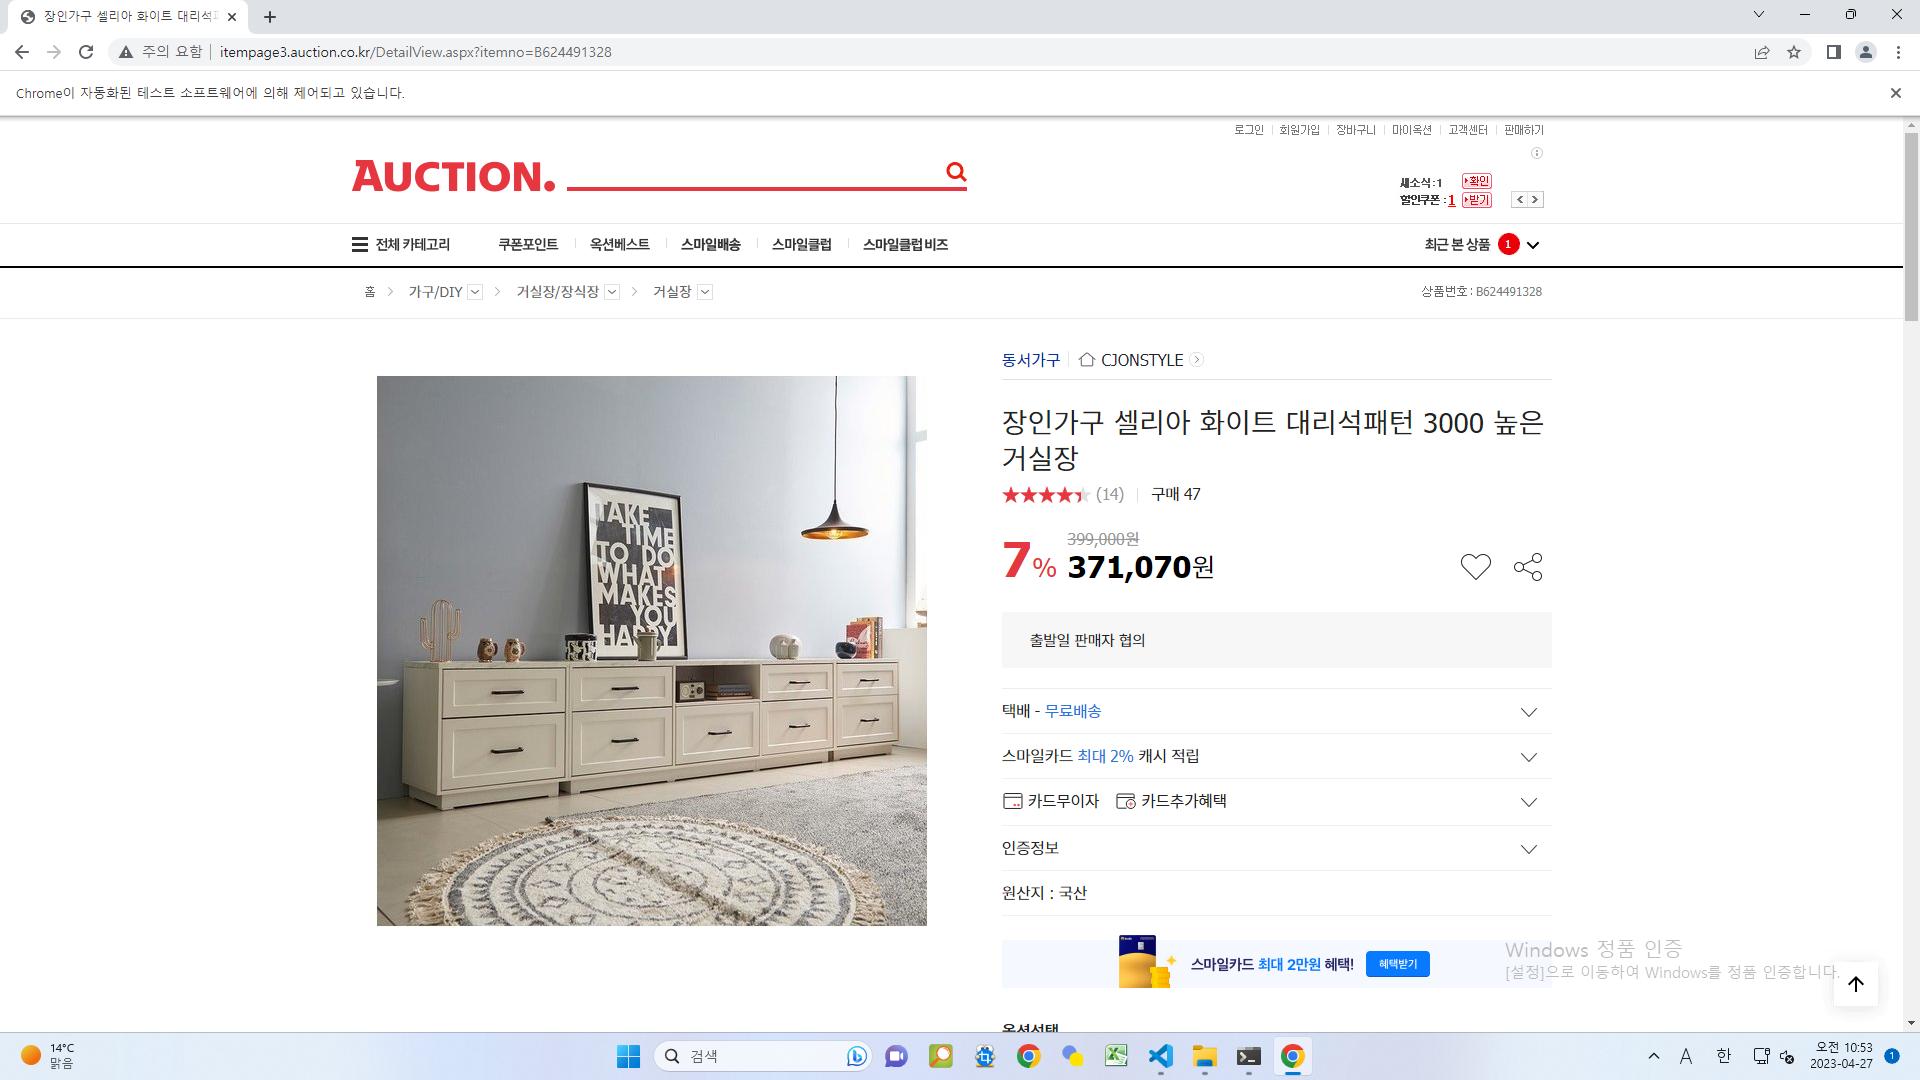 장인가구 셀리아 화이트 대리석패
주의 요함
itempage3.auction.co.kr/DetailView.aspx?itemno=B624491328
Chrome이 자동화된 테스트 소프트웨어에 의해 제어되고 있습니다.
로그인 회원가입 장바구니 마이옥션 고객센터 판매하기
AUCTION.
새소식:1 확인
할인쿠폰:1 받기
전체 카테고리 쿠폰포인트 옥션베스트 스마일배송 스마일클럽 스마일클럽 비즈 최근 본 상품 1
홈 가구/DIY 거실장/장식장 거실장 상품번호 : B624491328
동서가구 CJONSTYLE
장인가구 셀리아 화이트 대리석패턴 3000 높은
거실장
(14) 구매 47
399,000원
7% 371,070원
출발일 판매자 협의
택배 - 무료배송
스마일카드 최대 2% 캐시 적립
카드무이자 카드추가혜택
인증정보
원산지 : 국산
스마일카드 최대 2만원 혜택! 혜택받기
옵션선택
TAKE
TIME
TO DO
WHAT
MAKES
YOU
HAPPY
Windows 정품 인증
[설정]으로 이동하여 Windows를 정품 인증합니다.
14°C
맑음
검색
A 한
오전 10:53
2023-04-27
1